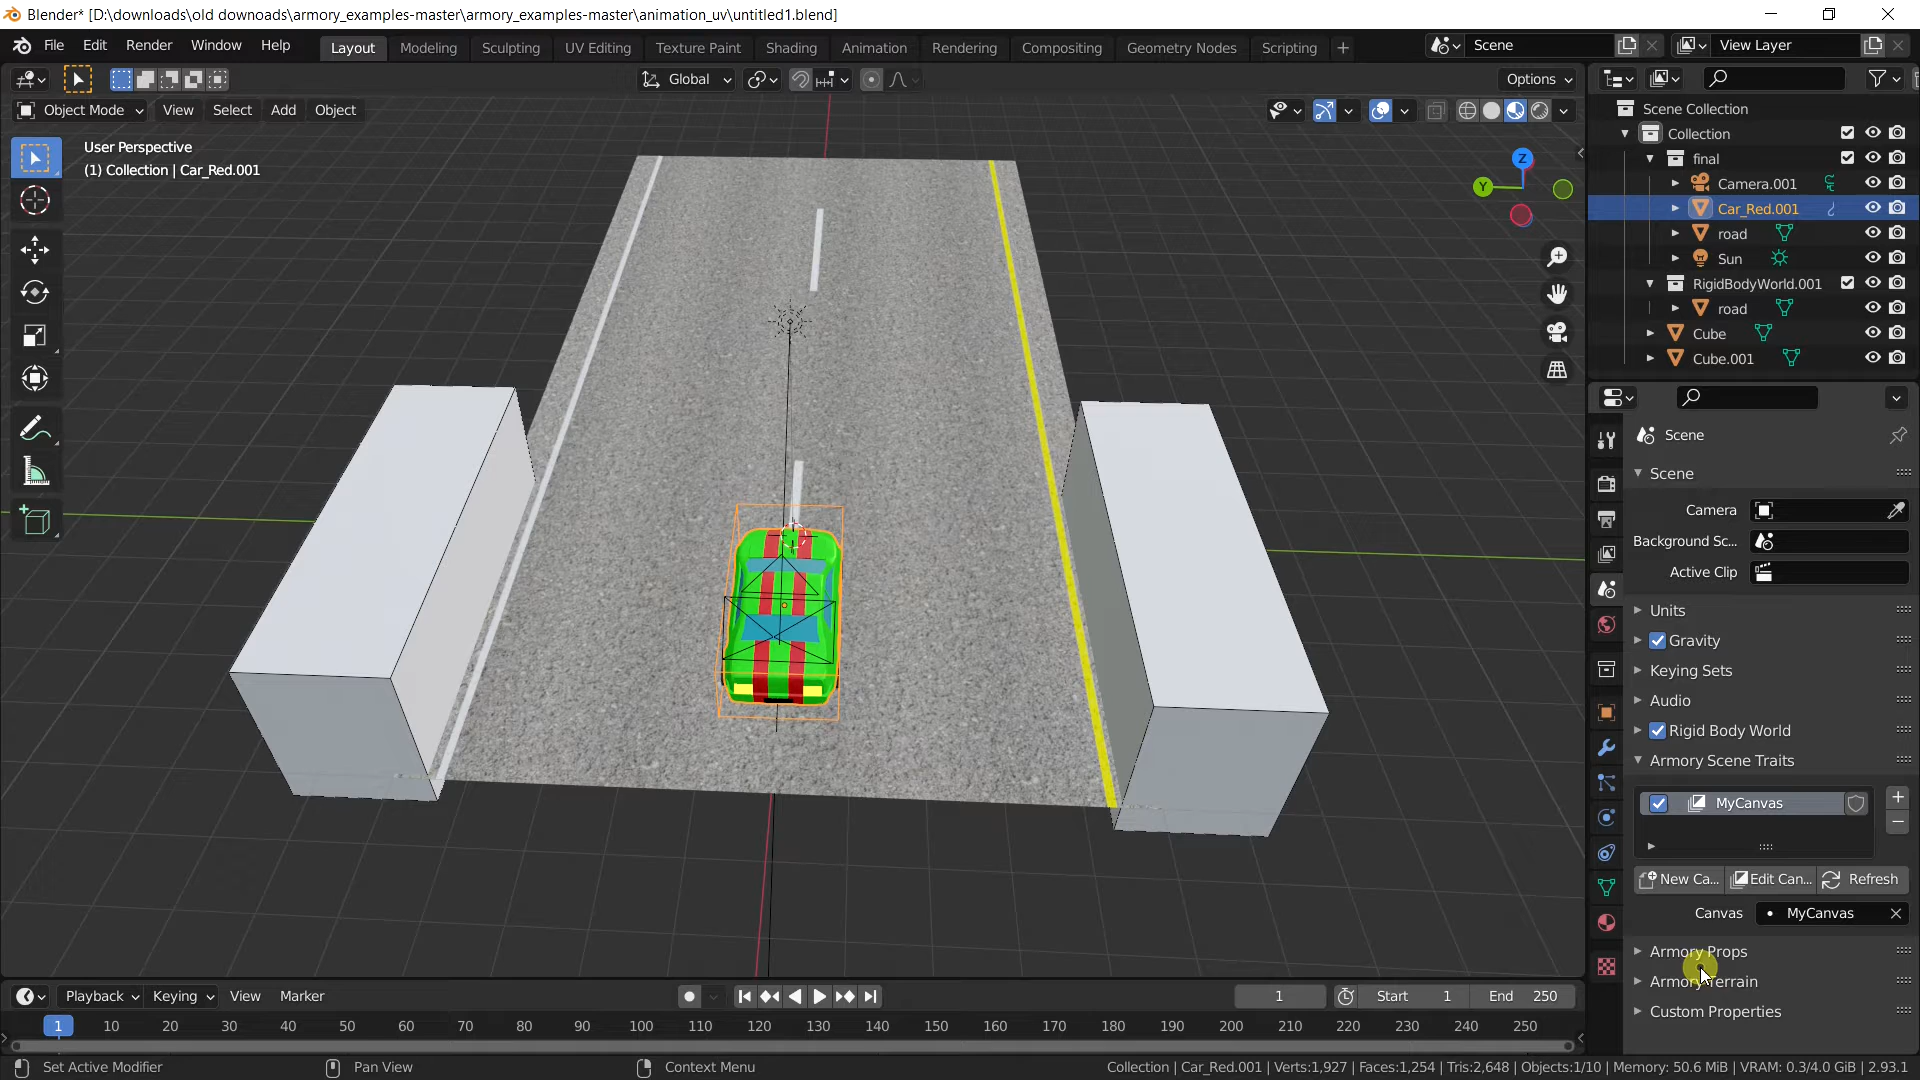 Blender* [D:\downloads\old downoads\armory_examples-master\armory_examples-master\animation_uv\untitled1.blend]
File Edit Render Window Help Layout Modeling Sculpting UV Editing Texture Paint Shading Animation Rendering Compositing Geometry Nodes Scripting + Scene View Layer
Global Options
Object Mode View Select Add Object
User Perspective
(1) Collection | Car_Red.001
Z
Y
Scene Collection
Collection
final
Camera.001
Car_Red.001
road
Sun
RigidBodyWorld.001
road
Cube
Cube.001
Scene
Scene
Camera
Background Sc...
Active Clip
Units
Gravity
Keying Sets
Audio
Rigid Body World
Armory Scene Traits
MyCanvas
New Ca... Edit Can... Refresh
Canvas MyCanvas
Armory Props
Armory Terrain
Custom Properties
Playback Keying View Marker 1 Start 1 End 250
1 10 20 30 40 50 60 70 80 90 100 110 120 130 140 150 160 170 180 190 200 210 220 230 240 250
Set Active Modifier Pan View Context Menu Collection | Car_Red.001 | Verts:1,927 | Faces:1,254 | Tris:2,648 | Objects:1/10 | Memory: 50.6 MiB | VRAM: 0.3/4.0 GiB | 2.93.1